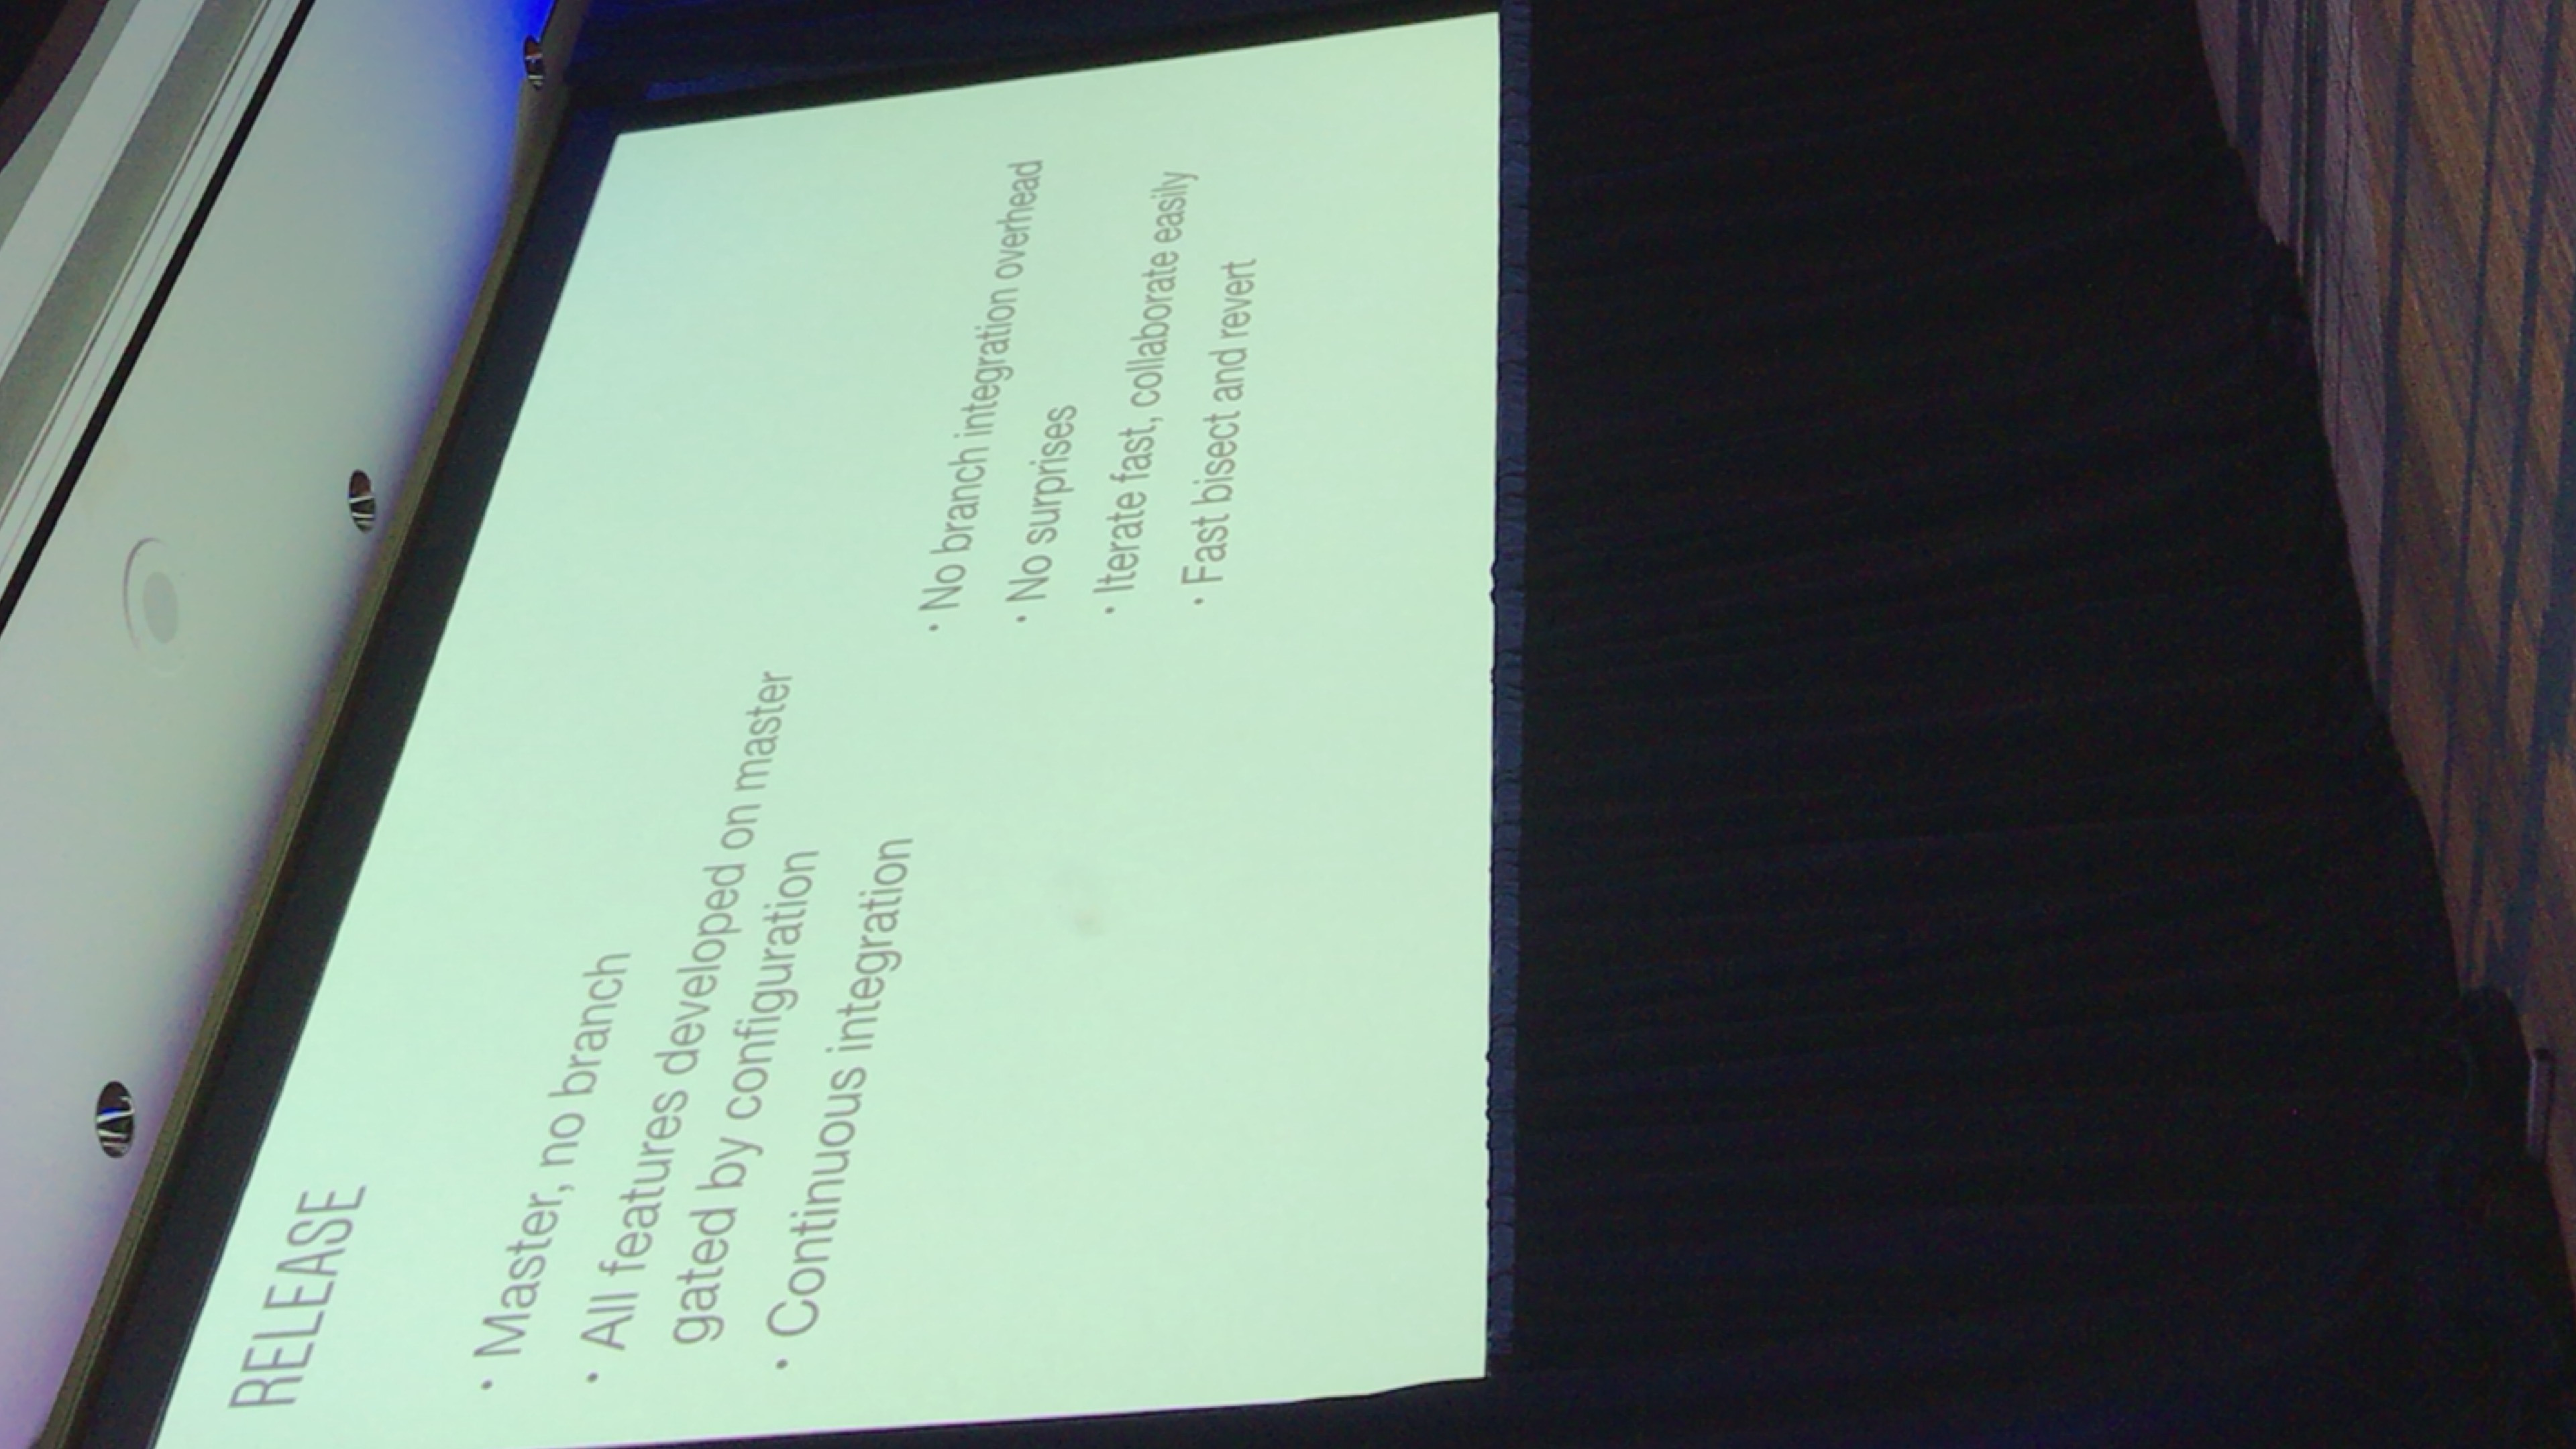 RELEASE
• Master, no branch
• All features developed on master
gated by configuration
• Continuous integration
• No branch integration overhead
• No surprises
• Iterate fast, collaborate easily
• Fast bisect and revert